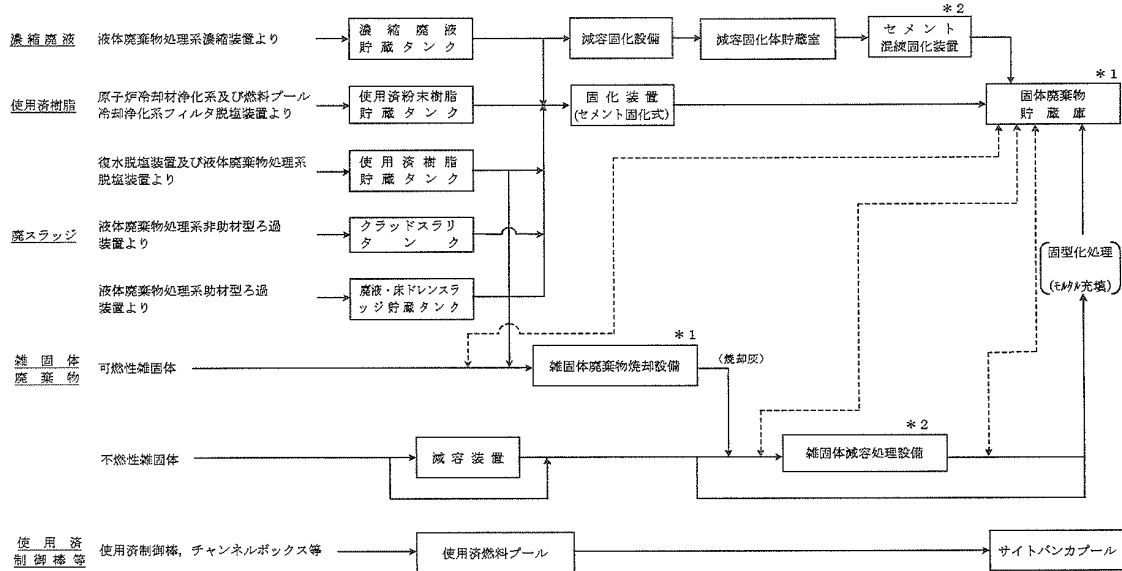 *2
濃縮廃液
液体廃棄物処理系濃縮装置より
濃縮廃液
貯蔵タンク
減容固化設備
減容固化体貯蔵室
セメント
混練固化装置
*1
使用済樹脂
原子炉冷却材浄化系及び燃料プール
冷却浄化系フィルタ脱塩装置より
使用済粉末樹脂
貯蔵タンク
固化装置
(セメント固化式)
固体廃棄物
貯蔵庫
復水脱塩装置及び液体廃棄物処理系
脱塩装置より
使用済樹脂
貯蔵タンク
廃スラッジ
液体廃棄物処理系非助材型ろ過
装置より
クラッドスラリ
タンク
固型化処理
(モルタル充填)
液体廃棄物処理系助材型ろ過
装置より
廃液・床ドレンスラ
ッジ貯蔵タンク
*1
雑固体
廃棄物
可燃性雑固体
雑固体廃棄物焼却設備
(焼却灰)
*2
不燃性雑固体
減容装置
雑固体減容処理設備
使用済
制御棒等
使用済制御棒，チャンネルボックス等
使用済燃料プール
サイトバンカプール